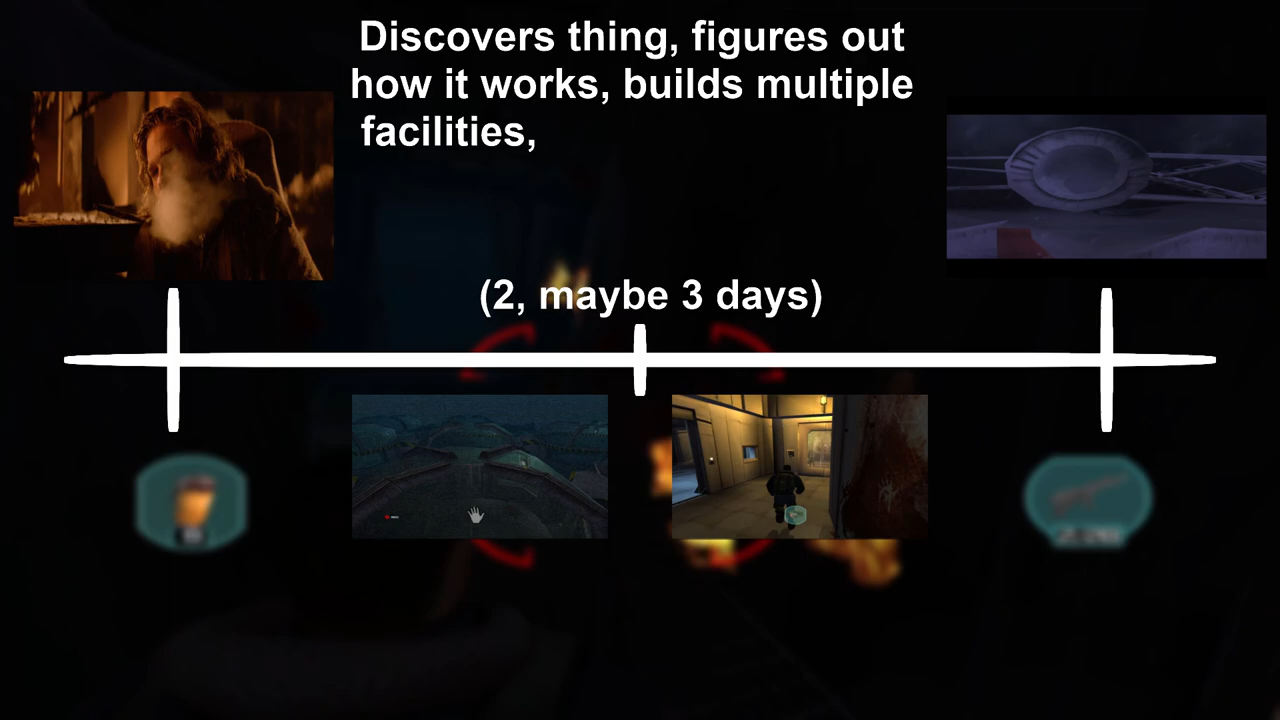 Discovers thing, figures out
how it works, builds multiple
facilities,
(2, maybe 3 days)